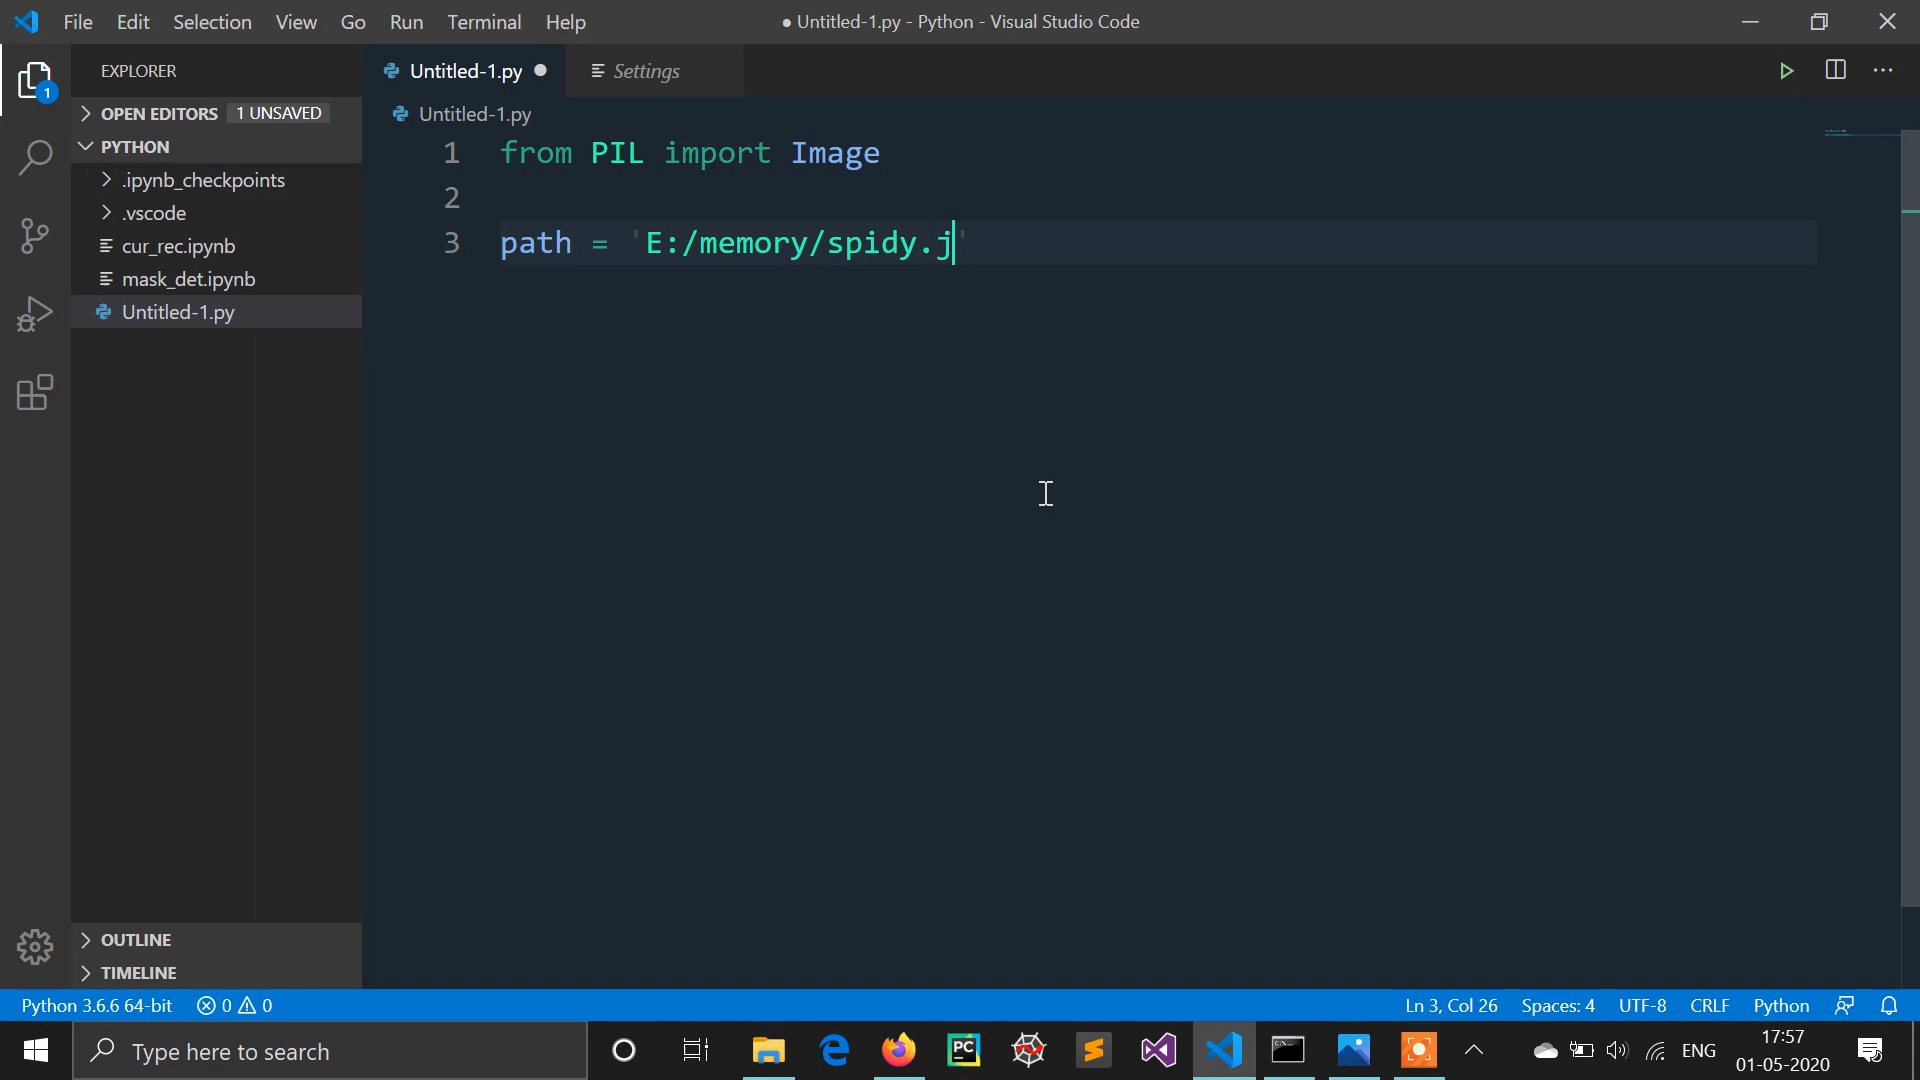 File Edit Selection View Go Run Terminal Help ● Untitled-1.py - Python - Visual Studio Code
EXPLORER
Untitled-1.py ●
Settings
1
OPEN EDITORS 1 UNSAVED
Untitled-1.py
PYTHON
.ipynb_checkpoints
.vscode
cur_rec.ipynb
mask_det.ipynb
Untitled-1.py
1 from PIL import Image
2
3 path = 'E:/memory/spidy.j'
OUTLINE
TIMELINE
Python 3.6.6 64-bit 0 0 Ln 3, Col 26 Spaces: 4 UTF-8 CRLF Python
Type here to search
PC
ENG
17:57
01-05-2020